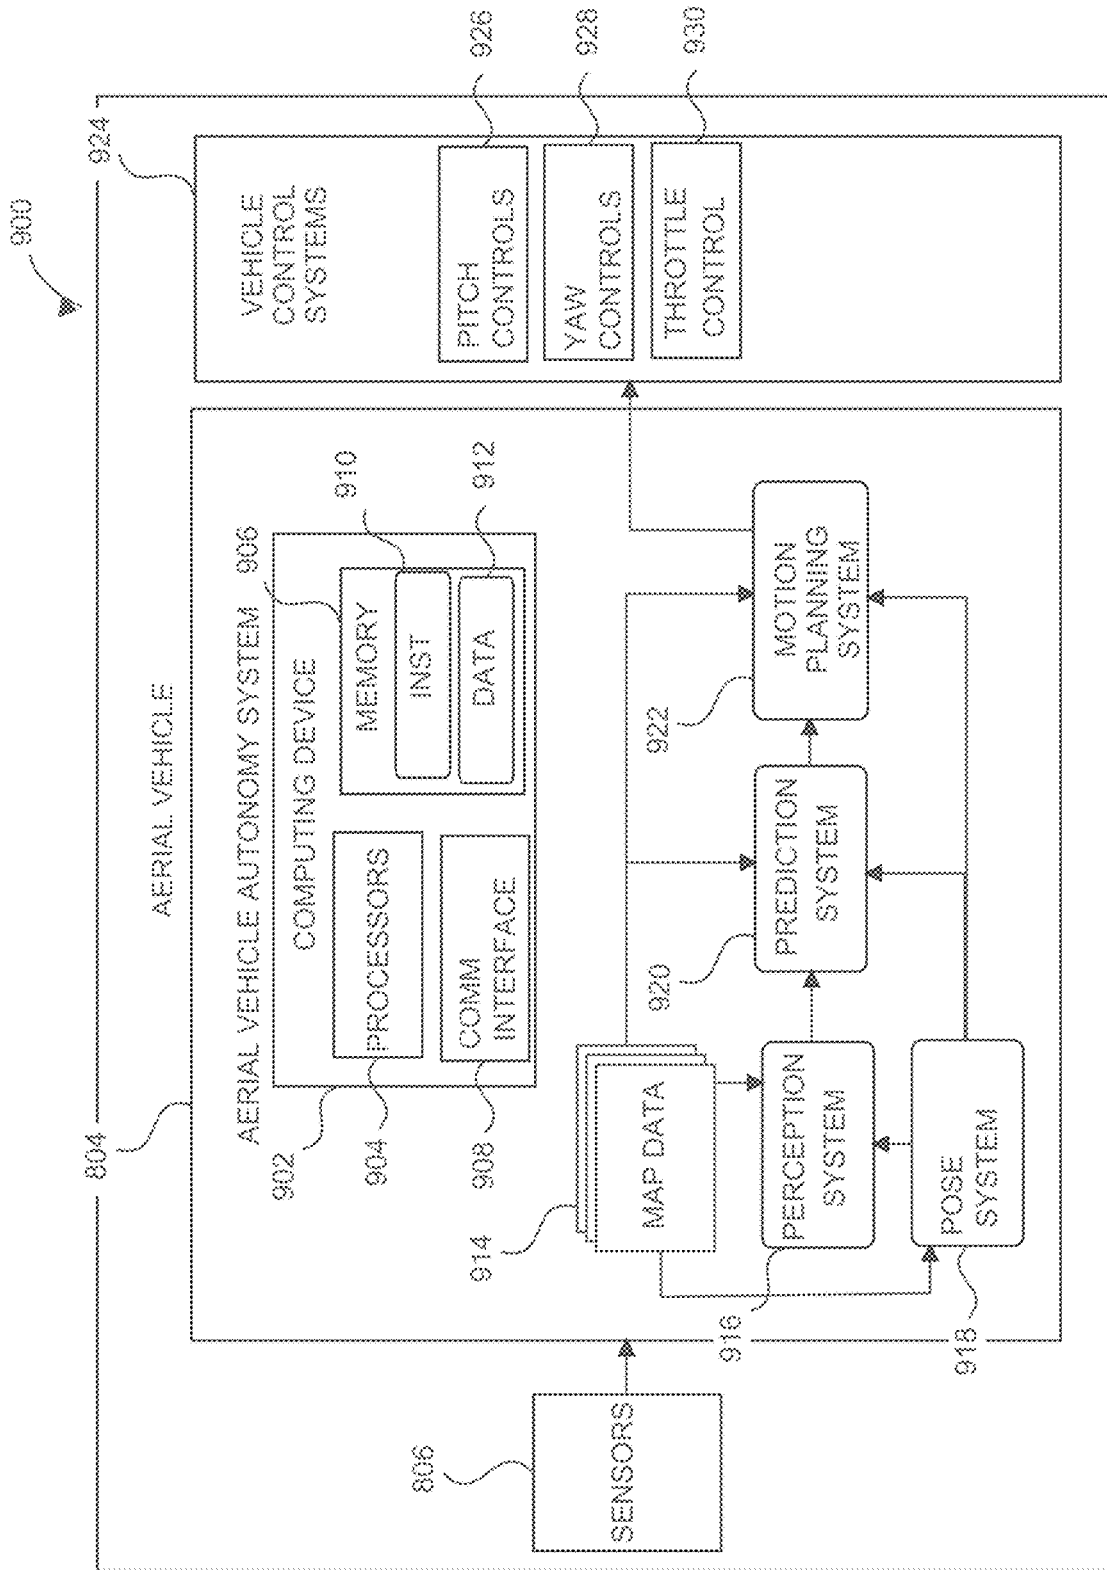 900
AERIAL VEHICLE
804
AERIAL VEHICLE AUTONOMY SYSTEM
906
924
902
COMPUTING DEVICE
904
PROCESSORS
908
COMM
INTERFACE
MEMORY
910
INST
912
DATA
VEHICLE
CONTROL
SYSTEMS
PITCH
CONTROLS
926
YAW
CONTROLS
928
THROTTLE
CONTROL
930
806
SENSORS
914
MAP DATA
916
PERCEPTION
SYSTEM
918
POSE
SYSTEM
920
PREDICTION
SYSTEM
922
MOTION
PLANNING
SYSTEM